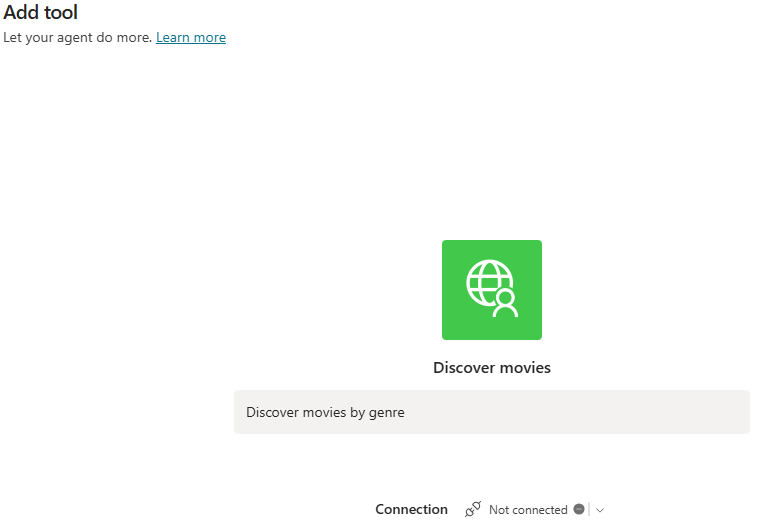 Add tool
Let your agent do more. Learn more
Discover movies
Discover movies by genre
Connection Not connected